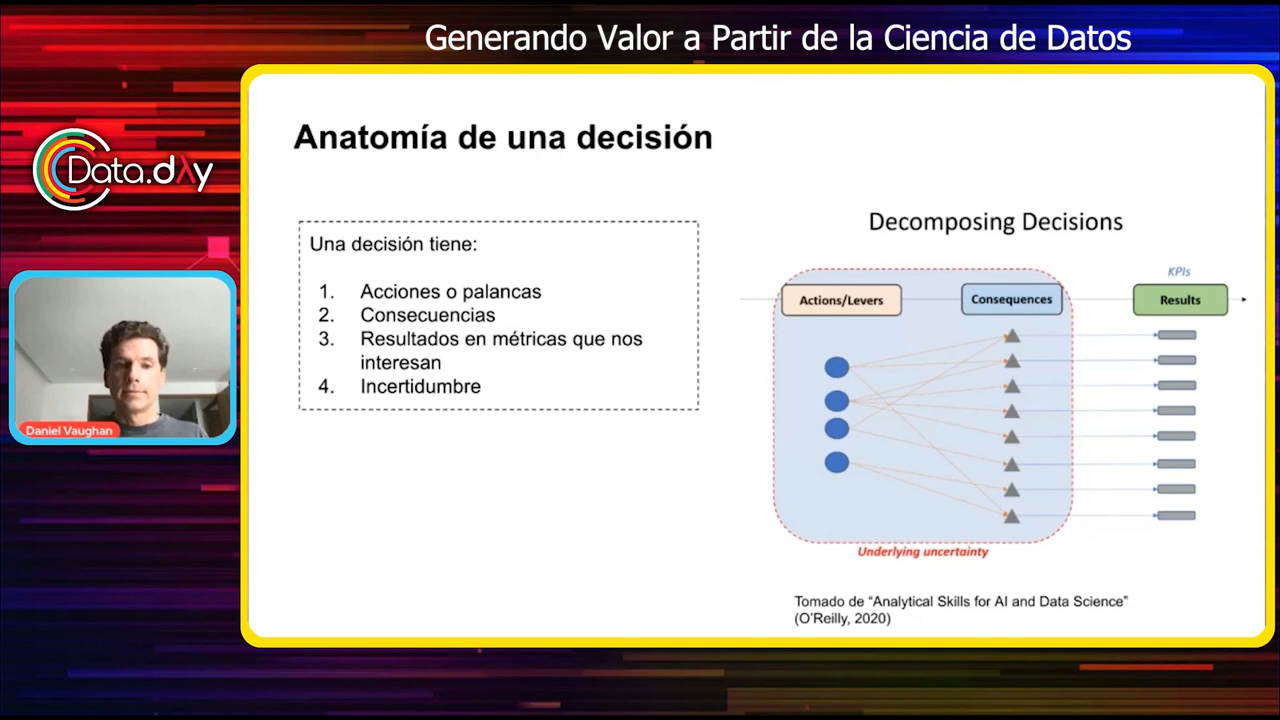 Generando Valor a Partir de la Ciencia de Datos
Data.dλy
Daniel Vaughan
Anatomía de una decisión
Una decisión tiene:
1. Acciones o palancas
2. Consecuencias
3. Resultados en métricas que nos
interesan
4. Incertidumbre
Decomposing Decisions
KPIs
Actions/Levers
Consequences
Results
Underlying uncertainty
Tomado de “Analytical Skills for AI and Data Science”
(O’Reilly, 2020)